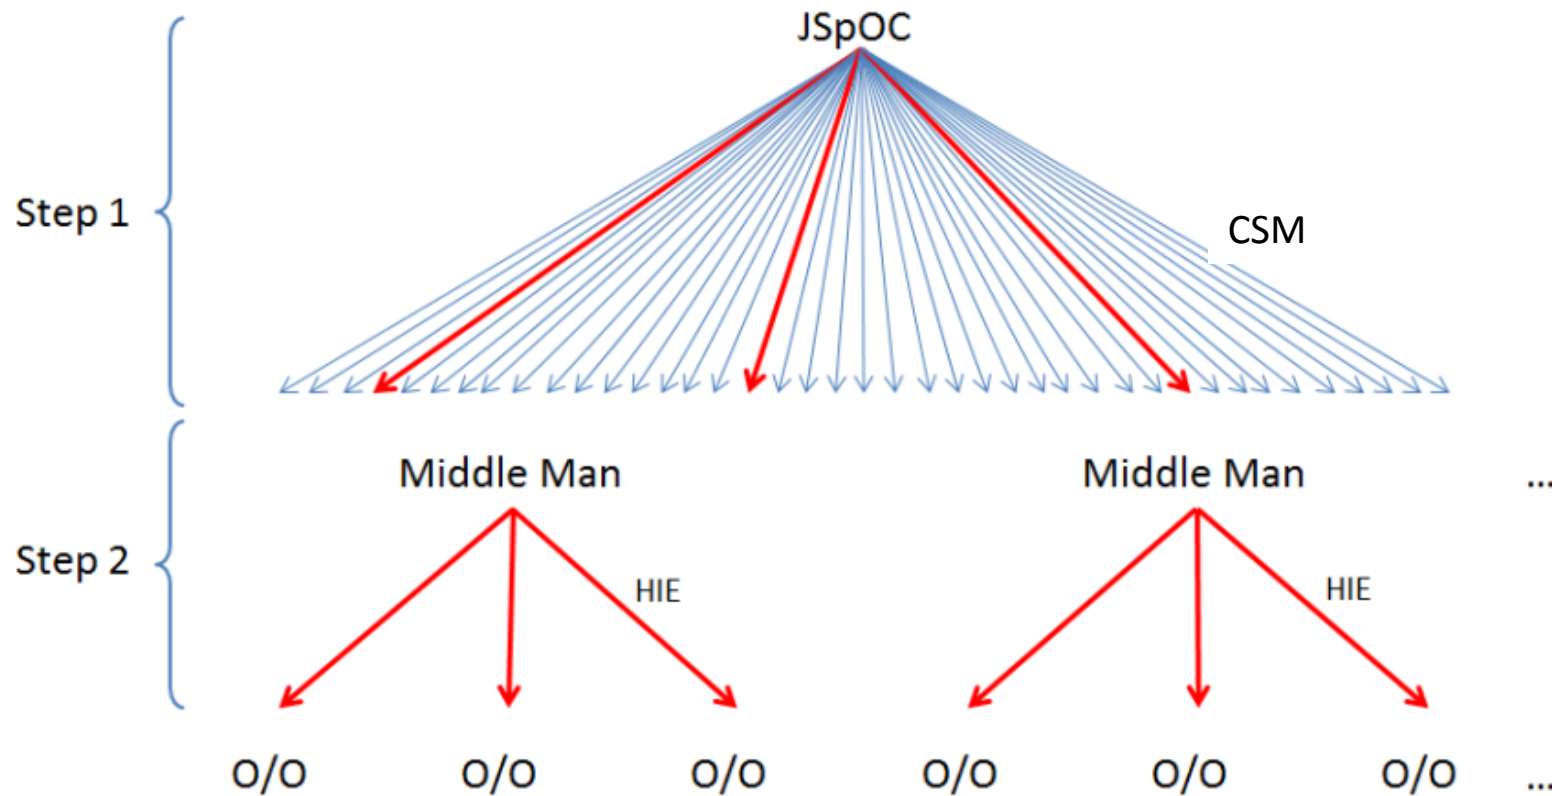 JSpOC
Step 1
CSM
Middle Man
Middle Man
...
Step 2
HIE
HIE
O/O
O/O
O/O
O/O
O/O
O/O
...